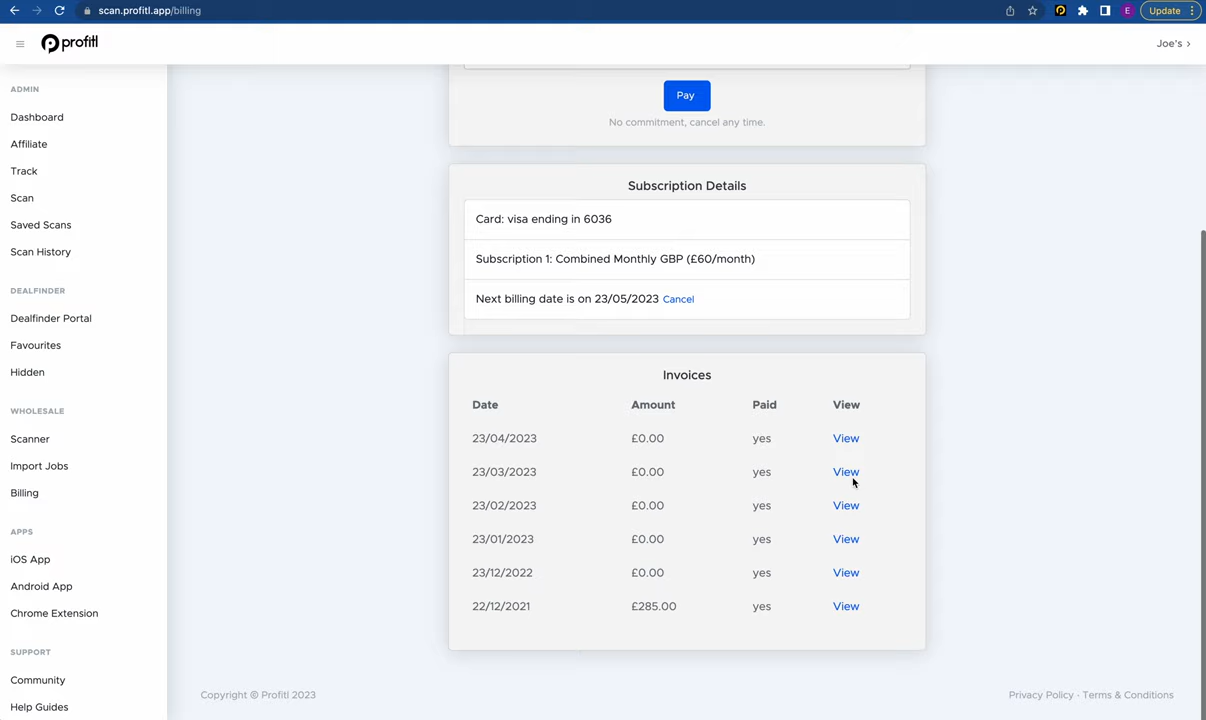 scan.profitl.app/billing
E
Update
profitl
Joe's
ADMIN
Dashboard
Affiliate
Track
Scan
Saved Scans
Scan History
DEALFINDER
Dealfinder Portal
Favourites
Hidden
WHOLESALE
Scanner
Import Jobs
Billing
APPS
iOS App
Android App
Chrome Extension
SUPPORT
Community
Help Guides
Pay
No commitment, cancel any time.
Subscription Details
Card: visa ending in 6036
Subscription 1: Combined Monthly GBP (£60/month)
Next billing date is on 23/05/2023 Cancel
Invoices
Date Amount Paid View
23/04/2023 £0.00 yes View
23/03/2023 £0.00 yes View
23/02/2023 £0.00 yes View
23/01/2023 £0.00 yes View
23/12/2022 £0.00 yes View
22/12/2021 £285.00 yes View
Copyright © Profitl 2023
Privacy Policy · Terms & Conditions